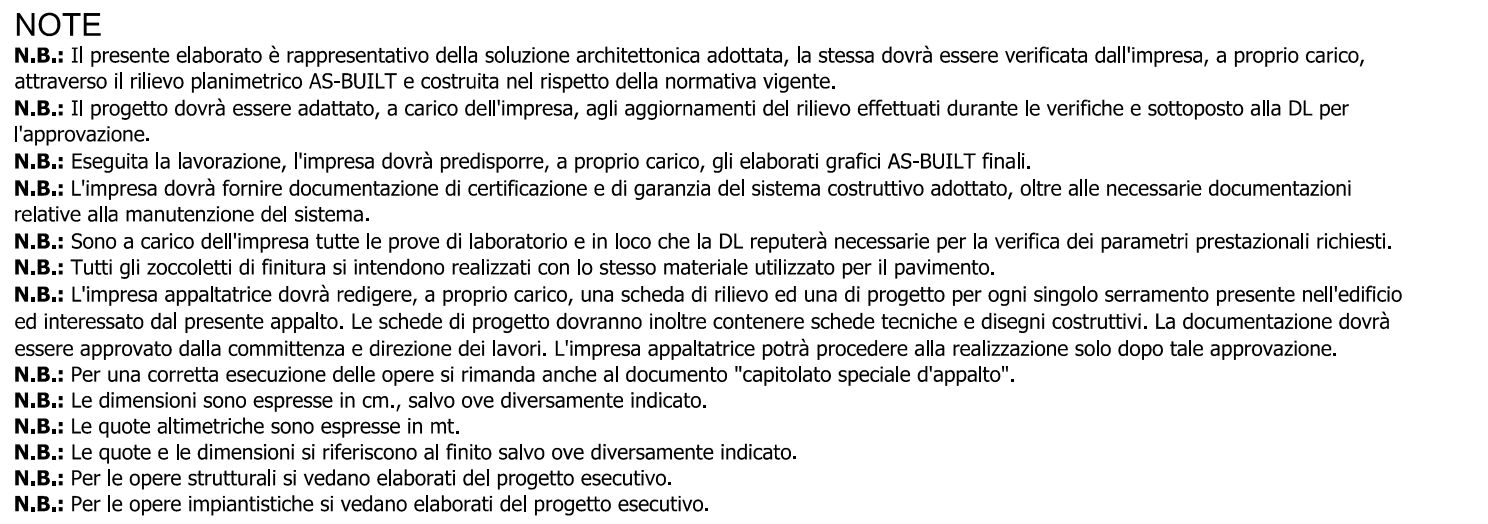 NOTE
N.B.: Il presente elaborato è rappresentativo della soluzione architettonica adottata, la stessa dovrà essere verificata dall'impresa, a proprio carico,
attraverso il rilievo planimetrico AS-BUILT e costruita nel rispetto della normativa vigente.
N.B.: Il progetto dovrà essere adattato, a carico dell'impresa, agli aggiornamenti del rilievo effettuati durante le verifiche e sottoposto alla DL per
l'approvazione.
N.B.: Eseguita la lavorazione, l'impresa dovrà predisporre, a proprio carico, gli elaborati grafici AS-BUILT finali.
N.B.: L'impresa dovrà fornire documentazione di certificazione e di garanzia del sistema costruttivo adottato, oltre alle necessarie documentazioni
relative alla manutenzione del sistema.
N.B.: Sono a carico dell'impresa tutte le prove di laboratorio e in loco che la DL reputerà necessarie per la verifica dei parametri prestazionali richiesti.
N.B.: Tutti gli zoccoletti di finitura si intendono realizzati con lo stesso materiale utilizzato per il pavimento.
N.B.: L'impresa appaltatrice dovrà redigere, a proprio carico, una scheda di rilievo ed una di progetto per ogni singolo serramento presente nell'edificio
ed interessato dal presente appalto. Le schede di progetto dovranno inoltre contenere schede tecniche e disegni costruttivi. La documentazione dovrà
essere approvato dalla committenza e direzione dei lavori. L'impresa appaltatrice potrà procedere alla realizzazione solo dopo tale approvazione.
N.B.: Per una corretta esecuzione delle opere si rimanda anche al documento "capitolato speciale d'appalto".
N.B.: Le dimensioni sono espresse in cm., salvo ove diversamente indicato.
N.B.: Le quote altimetriche sono espresse in mt.
N.B.: Le quote e le dimensioni si riferiscono al finito salvo ove diversamente indicato.
N.B.: Per le opere strutturali si vedano elaborati del progetto esecutivo.
N.B.: Per le opere impiantistiche si vedano elaborati del progetto esecutivo.